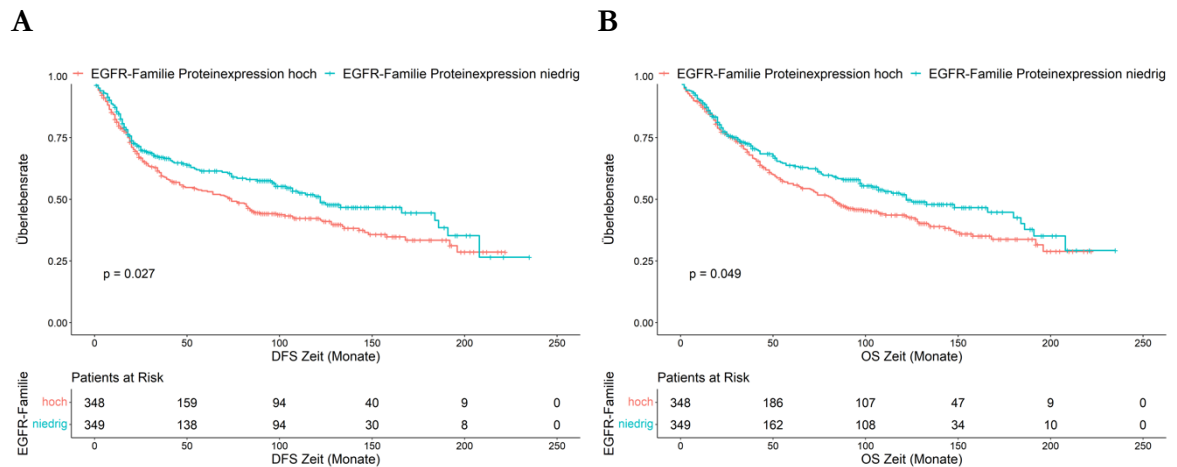 A
EGFR-Familie Proteinexpression hoch EGFR-Familie Proteinexpression niedrig
1.00
0.75
0.50
0.25
0.00
Überlebensrate
p = 0.027
0 50 100 150 200 250
DFS Zeit (Monate)
Patients at Risk
EGFR-Familie
hoch 348 159 94 40 9 0
niedrig 349 138 94 30 8 0
0 50 100 150 200 250
DFS Zeit (Monate)
B
EGFR-Familie Proteinexpression hoch EGFR-Familie Proteinexpression niedrig
1.00
0.75
0.50
0.25
0.00
Überlebensrate
p = 0.049
0 50 100 150 200 250
OS Zeit (Monate)
Patients at Risk
EGFR-Familie
hoch 348 186 107 47 9 0
niedrig 349 162 108 34 10 0
0 50 100 150 200 250
OS Zeit (Monate)